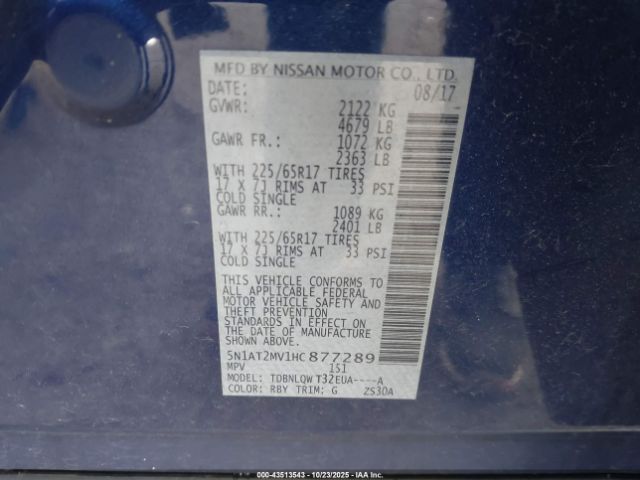 MFD BY NISSAN MOTOR CO., LTD.
DATE: 08/17
GVWR: 2122 KG
4679 LB
GAWR FR.: 1072 KG
2363 LB
WITH 225/65R17 TIRES
17 X 7J RIMS AT 33 PSI
COLD SINGLE
GAWR RR.: 1089 KG
2401 LB
WITH 225/65R17 TIRES
17 X 7J RIMS AT 33 PSI
COLD SINGLE
THIS VEHICLE CONFORMS TO
ALL APPLICABLE FEDERAL
MOTOR VEHICLE SAFETY AND
THEFT PREVENTION
STANDARDS IN EFFECT ON
THE DATE OF MANUFACTURE
SHOWN ABOVE.
5N1AT2MV1HC877289
MPV 1S1
MODEL: TDBNLQWT32EUA----A
COLOR: RBY TRIM: G ZS30A
000-43513543 - 10/23/2025 - IAA Inc.